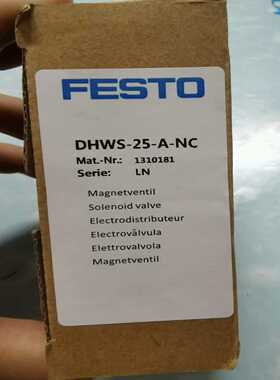 FESTO
DHWS-25-A-NC
Mat.-Nr.: 1310181
Serie: LN
Magnetventil
Solenoid valve
Electrodistributeur
Electroválvula
Elettrovalvola
Magnetventil